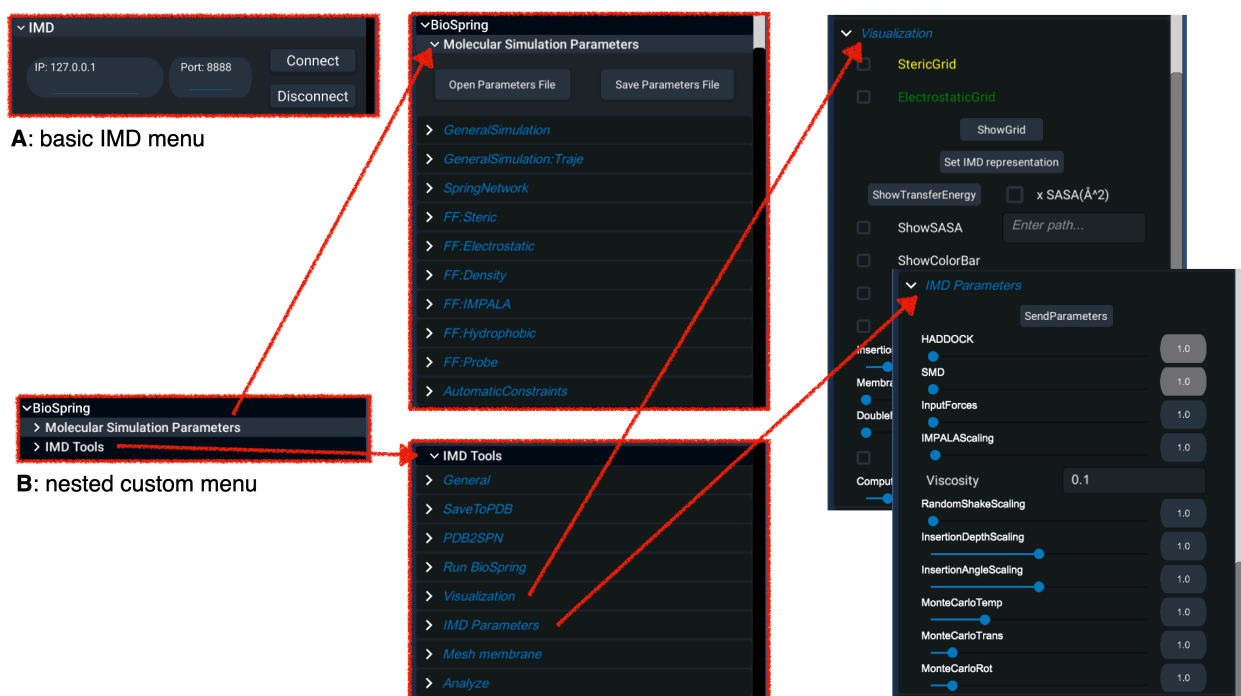 IMD
IP: 127.0.0.1
Port: 8888
Connect
Disconnect
A: basic IMD menu
BioSpring
Molecular Simulation Parameters
IMD Tools
B: nested custom menu
BioSpring
Molecular Simulation Parameters
Open Parameters File
Save Parameters File
GeneralSimulation
GeneralSimulation:Traje
SpringNetwork
FF:Steric
FF:Electrostatic
FF:Density
FF:IMPALA
FF:Hydrophobic
FF:Probe
AutomaticConstraints
IMD Tools
General
SaveToPDB
PDB2SPN
Run BioSpring
Visualization
IMD Parameters
Mesh membrane
Analyze
Visualization
StericGrid
ElectrostaticGrid
ShowGrid
Set IMD representation
ShowTransferEnergy
x SASA(Å^2)
ShowSASA
Enter path...
ShowColorBar
IMD Parameters
SendParameters
HADDOCK
1.0
SMD
1.0
InputForces
1.0
IMPALAScaling
1.0
Viscosity
0.1
RandomShakeScaling
1.0
InsertionDepthScaling
1.0
InsertionAngleScaling
1.0
MonteCarloTemp
1.0
MonteCarloTrans
1.0
MonteCarloRot
1.0